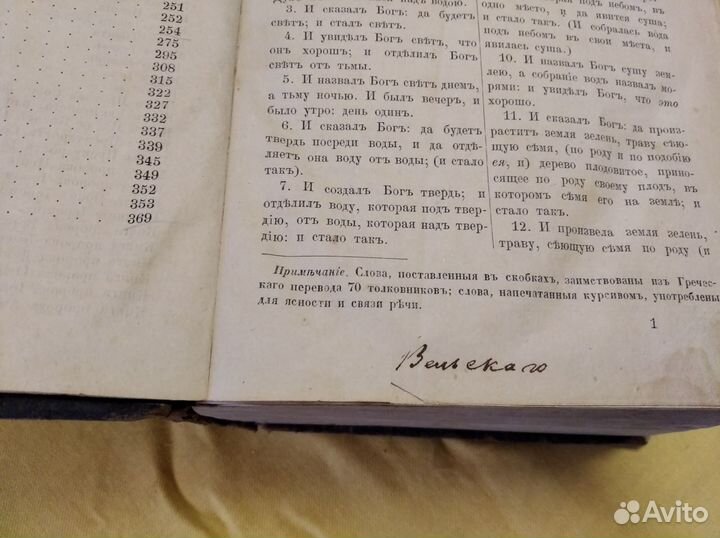 251
252
254
275
295
308
315
322
327
332
337
339
345
349
352
353
369
3. И сказалъ Богъ: да будетъ
свѣтъ; и сталъ свѣтъ.
4. И увидѣлъ Богъ свѣтъ, что
онъ хорошъ; и отдѣлилъ Богъ
свѣтъ отъ тьмы.
5. И назвалъ Богъ свѣтъ днемъ,
а тьму ночью. И былъ вечеръ, и
было утро: день одинъ.
6. И сказалъ Богъ: да будетъ
твердь посреди воды, и да отдѣ-
ляетъ она воду отъ воды; (и стало
такъ).
7. И создалъ Богъ твердь; и
отдѣлилъ воду, которая подъ твер-
дію, отъ воды, которая надъ твер-
дію: и стало такъ.
одно мѣсто, и да явится суша;
и стало такъ. (И собралась вода
подъ небомъ въ свои мѣста, и
явилась суша.)
10. И назвалъ Богъ сушу зем-
лею, а собраніе водъ назвалъ мо-
рями: и увидѣлъ Богъ, что это
хорошо.
11. И сказалъ Богъ: да произ-
раститъ земля зелень, траву сѣю-
щую сѣмя, (по роду и по подобію
ея, и) дерево плодовитое, прино-
сящее по роду своему плодъ, въ
которомъ сѣмя его на землѣ; и
стало такъ.
12. И произвела земля зелень,
траву, сѣющую сѣмя по роду (и
Примѣчаніе. Слова, поставленныя въ скобкахъ, заимствованы изъ Гречес-
скаго перевода 70 толковниковъ; слова, напечатанныя курсивомъ, употреблены
для ясности и связи рѣчи.
1
Вельскаго
Avito